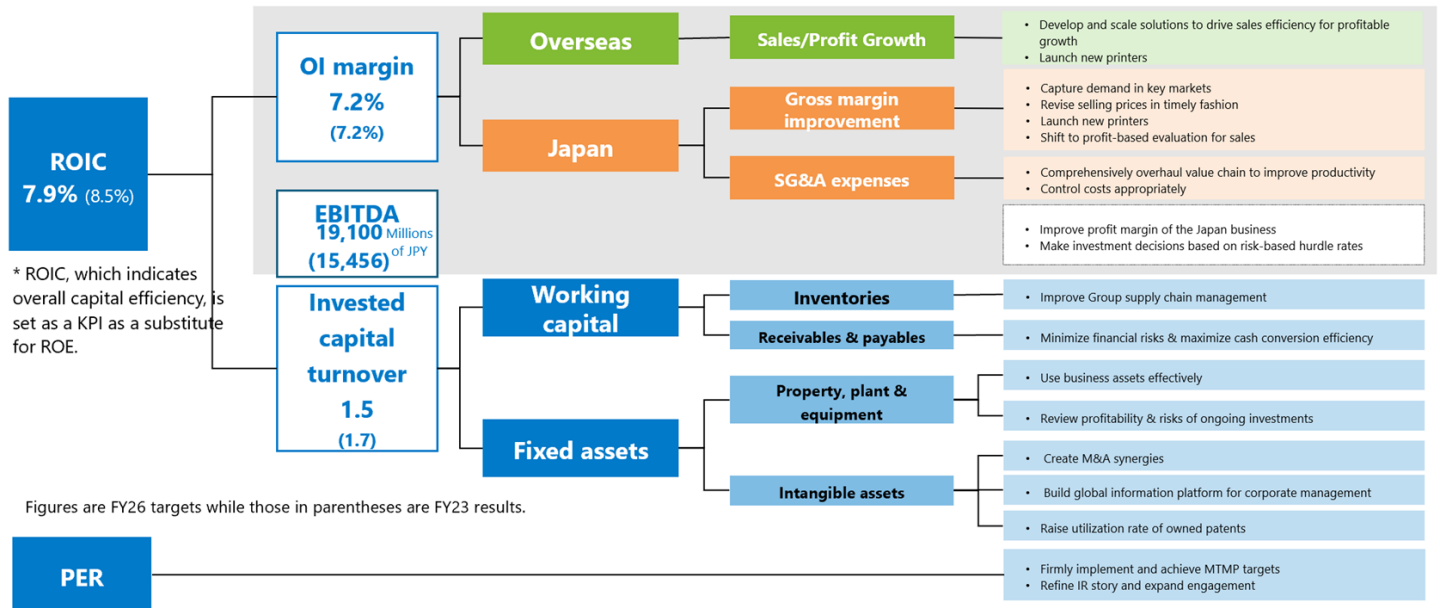 ROIC
7.9% (8.5%)
* ROIC, which indicates
overall capital efficiency, is
set as a KPI as a substitute
for ROE.
OI margin
7.2%
(7.2%)
EBITDA
19,100 Millions
of JPY
(15,456)
Invested
capital
turnover
1.5
(1.7)
Overseas
Japan
Working
capital
Fixed assets
Sales/Profit Growth
Gross margin
improvement
SG&A expenses
Inventories
Receivables & payables
Property, plant &
equipment
Intangible assets
• Develop and scale solutions to drive sales efficiency for profitable
growth
• Launch new printers
• Capture demand in key markets
• Revise selling prices in timely fashion
• Launch new printers
• Shift to profit-based evaluation for sales
• Comprehensively overhaul value chain to improve productivity
• Control costs appropriately
• Improve profit margin of the Japan business
• Make investment decisions based on risk-based hurdle rates
• Improve Group supply chain management
• Minimize financial risks & maximize cash conversion efficiency
• Use business assets effectively
• Review profitability & risks of ongoing investments
• Create M&A synergies
• Build global information platform for corporate management
• Raise utilization rate of owned patents
Figures are FY26 targets while those in parentheses are FY23 results.
PER
• Firmly implement and achieve MTMP targets
• Refine IR story and expand engagement